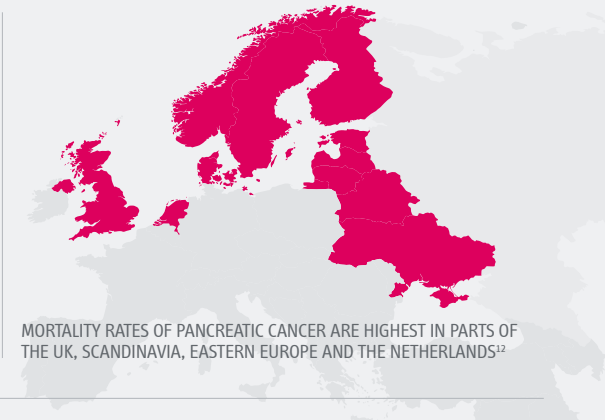 MORTALITY RATES OF PANCREATIC CANCER ARE HIGHEST IN PARTS OF
THE UK, SCANDINAVIA, EASTERN EUROPE AND THE NETHERLANDS¹²